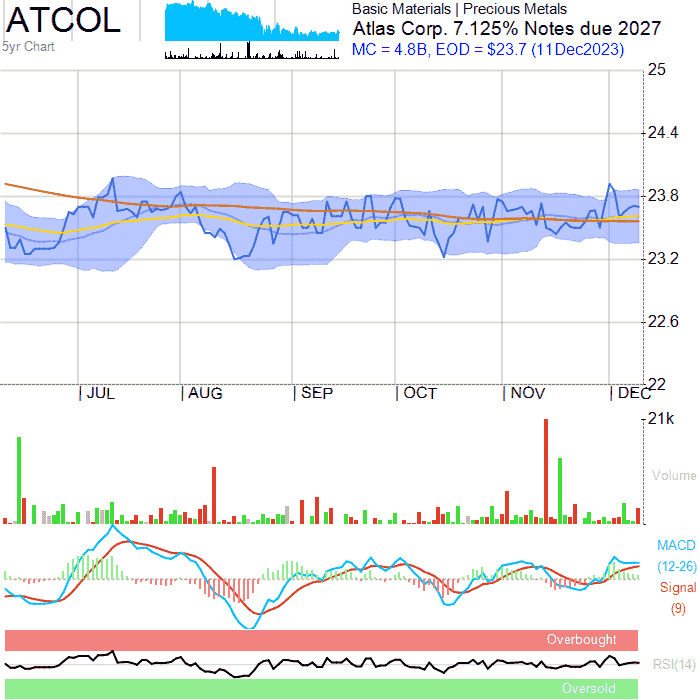 ATCOL
5yr Chart
Basic Materials | Precious Metals
Atlas Corp. 7.125% Notes due 2027
MC = 4.8B, EOD = $23.7 (11Dec2023)
25
24.4
23.8
23.2
22.6
22
JUL AUG SEP OCT NOV DEC
21k
Volume
MACD
(12-26)
Signal
(9)
Overbought
RSI(14)
Oversold